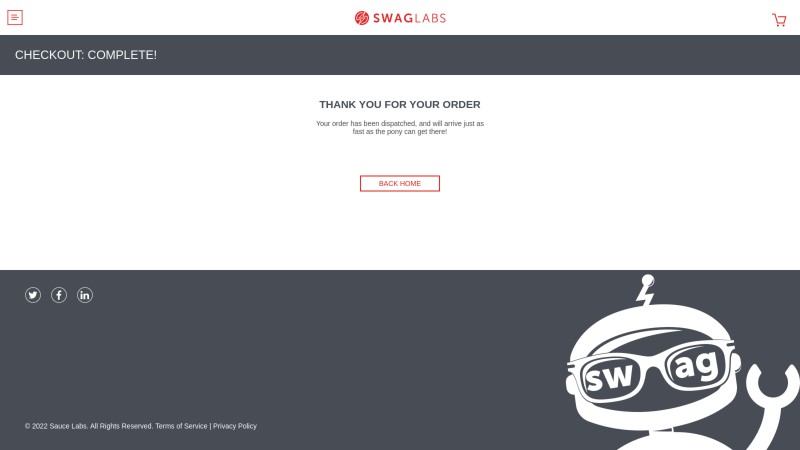 SWAGLABS
CHECKOUT: COMPLETE!
THANK YOU FOR YOUR ORDER
Your order has been dispatched, and will arrive just as
fast as the pony can get there!
BACK HOME
sw ag
© 2022 Sauce Labs. All Rights Reserved. Terms of Service | Privacy Policy